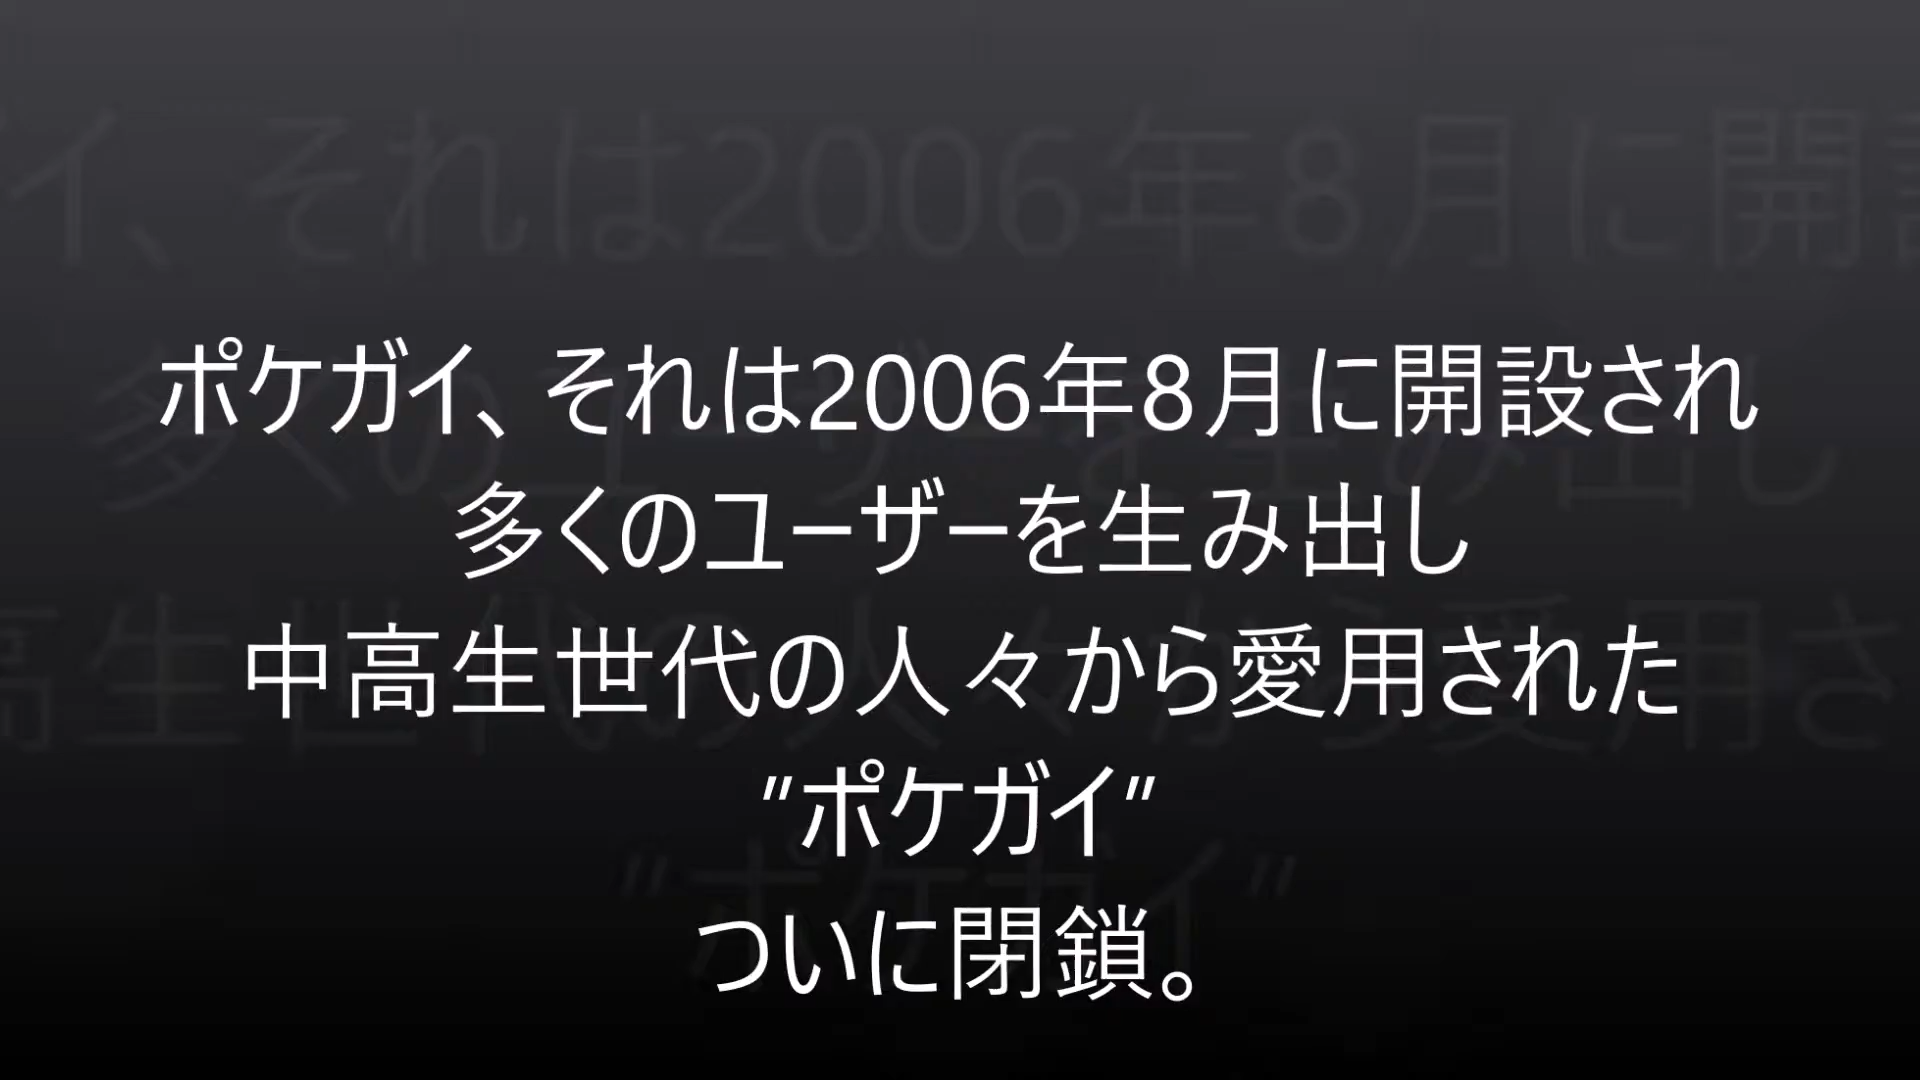 ポケガイ、それは2006年8月に開設され
多くのユーザーを生み出し
中高生世代の人々から愛用された
”ポケガイ”
ついに閉鎖。